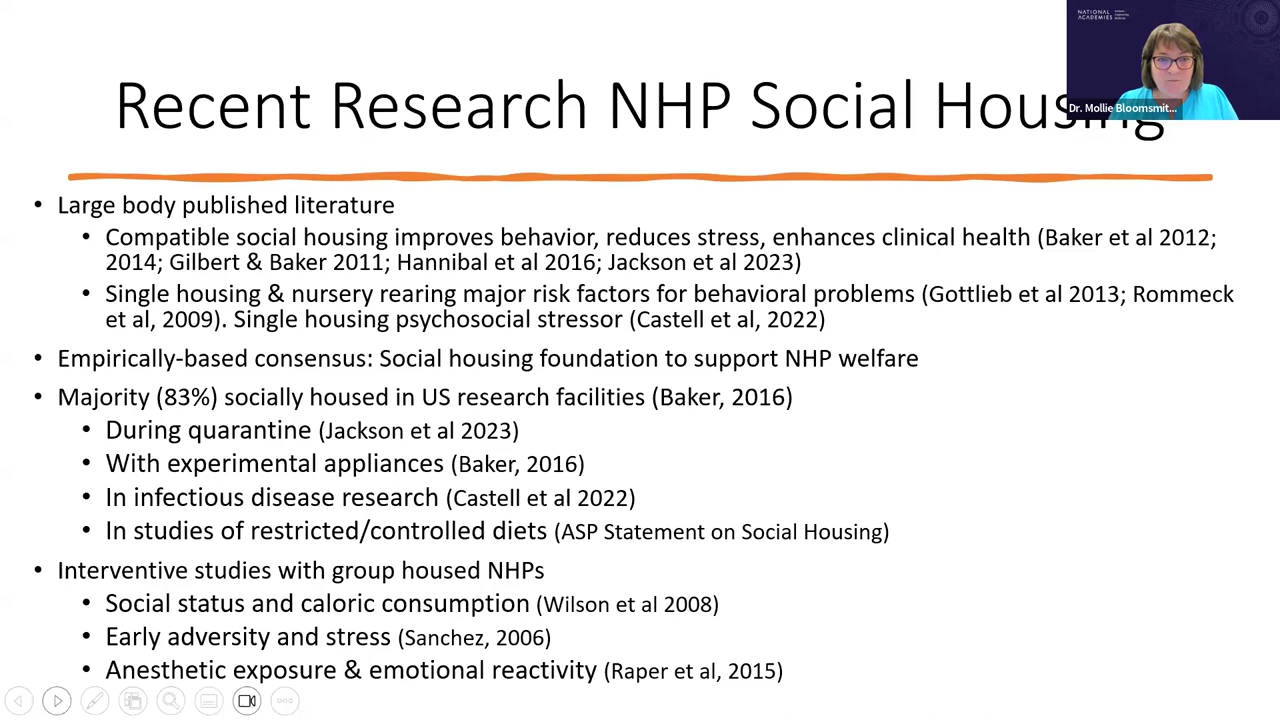 NATIONAL
ACADEMIES
Sciences
Engineering
Medicine
Dr. Mollie Bloomsmit...
Recent Research NHP Social Housing
• Large body published literature
• Compatible social housing improves behavior, reduces stress, enhances clinical health (Baker et al 2012;
2014; Gilbert & Baker 2011; Hannibal et al 2016; Jackson et al 2023)
• Single housing & nursery rearing major risk factors for behavioral problems (Gottlieb et al 2013; Rommeck
et al, 2009). Single housing psychosocial stressor (Castell et al, 2022)
• Empirically-based consensus: Social housing foundation to support NHP welfare
• Majority (83%) socially housed in US research facilities (Baker, 2016)
• During quarantine (Jackson et al 2023)
• With experimental appliances (Baker, 2016)
• In infectious disease research (Castell et al 2022)
• In studies of restricted/controlled diets (ASP Statement on Social Housing)
• Interventive studies with group housed NHPs
• Social status and caloric consumption (Wilson et al 2008)
• Early adversity and stress (Sanchez, 2006)
• Anesthetic exposure & emotional reactivity (Raper et al, 2015)